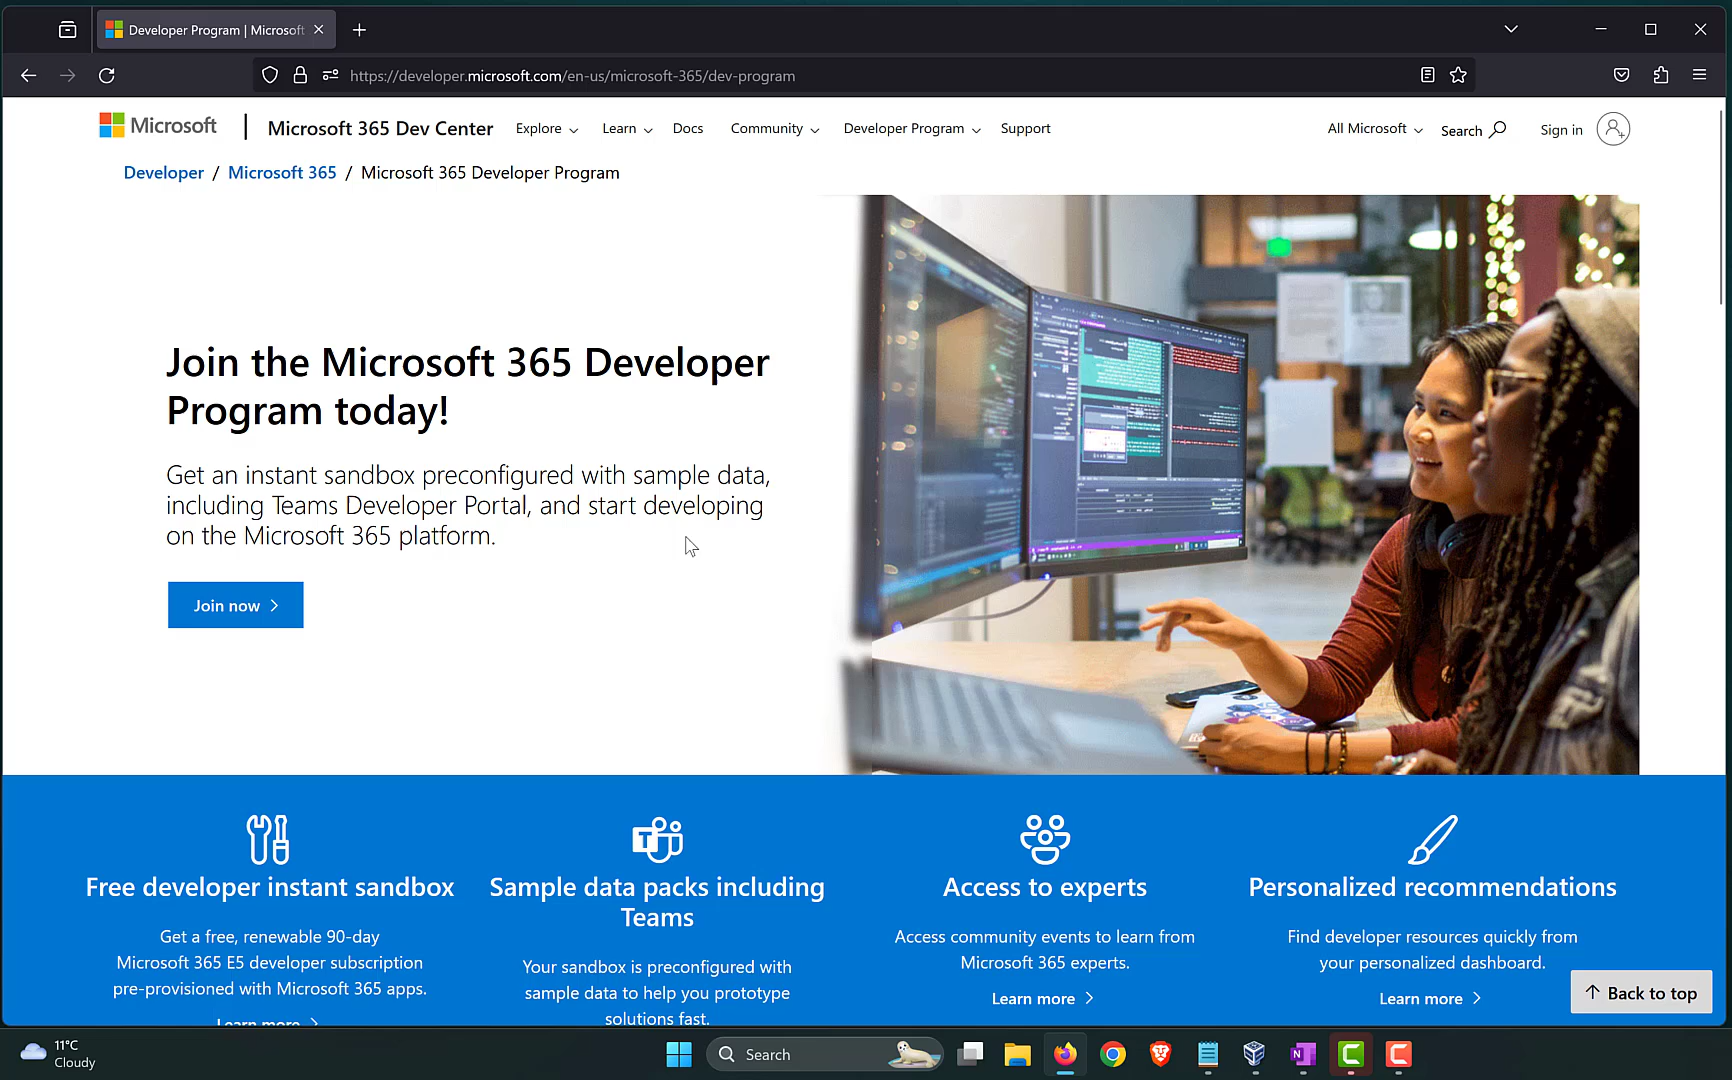 Developer Program | Microsoft
https://developer.microsoft.com/en-us/microsoft-365/dev-program
Microsoft
Microsoft 365 Dev Center
Explore
Learn
Docs
Community
Developer Program
Support
All Microsoft
Search
Sign in
Developer / Microsoft 365 / Microsoft 365 Developer Program
Join the Microsoft 365 Developer
Program today!
Get an instant sandbox preconfigured with sample data,
including Teams Developer Portal, and start developing
on the Microsoft 365 platform.
Join now
Free developer instant sandbox
Get a free, renewable 90-day
Microsoft 365 E5 developer subscription
pre-provisioned with Microsoft 365 apps.
Learn more
Sample data packs including
Teams
Your sandbox is preconfigured with
sample data to help you prototype
solutions fast.
Access to experts
Access community events to learn from
Microsoft 365 experts.
Learn more
Personalized recommendations
Find developer resources quickly from
your personalized dashboard.
Learn more
Back to top
11°C
Cloudy
Search